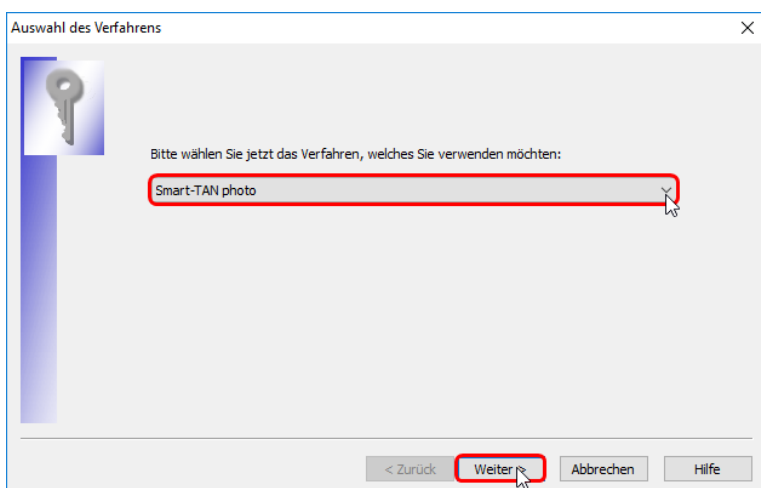 Auswahl des Verfahrens
Bitte wählen Sie jetzt das Verfahren, welches Sie verwenden möchten:
Smart-TAN photo
< Zurück Weiter > Abbrechen Hilfe